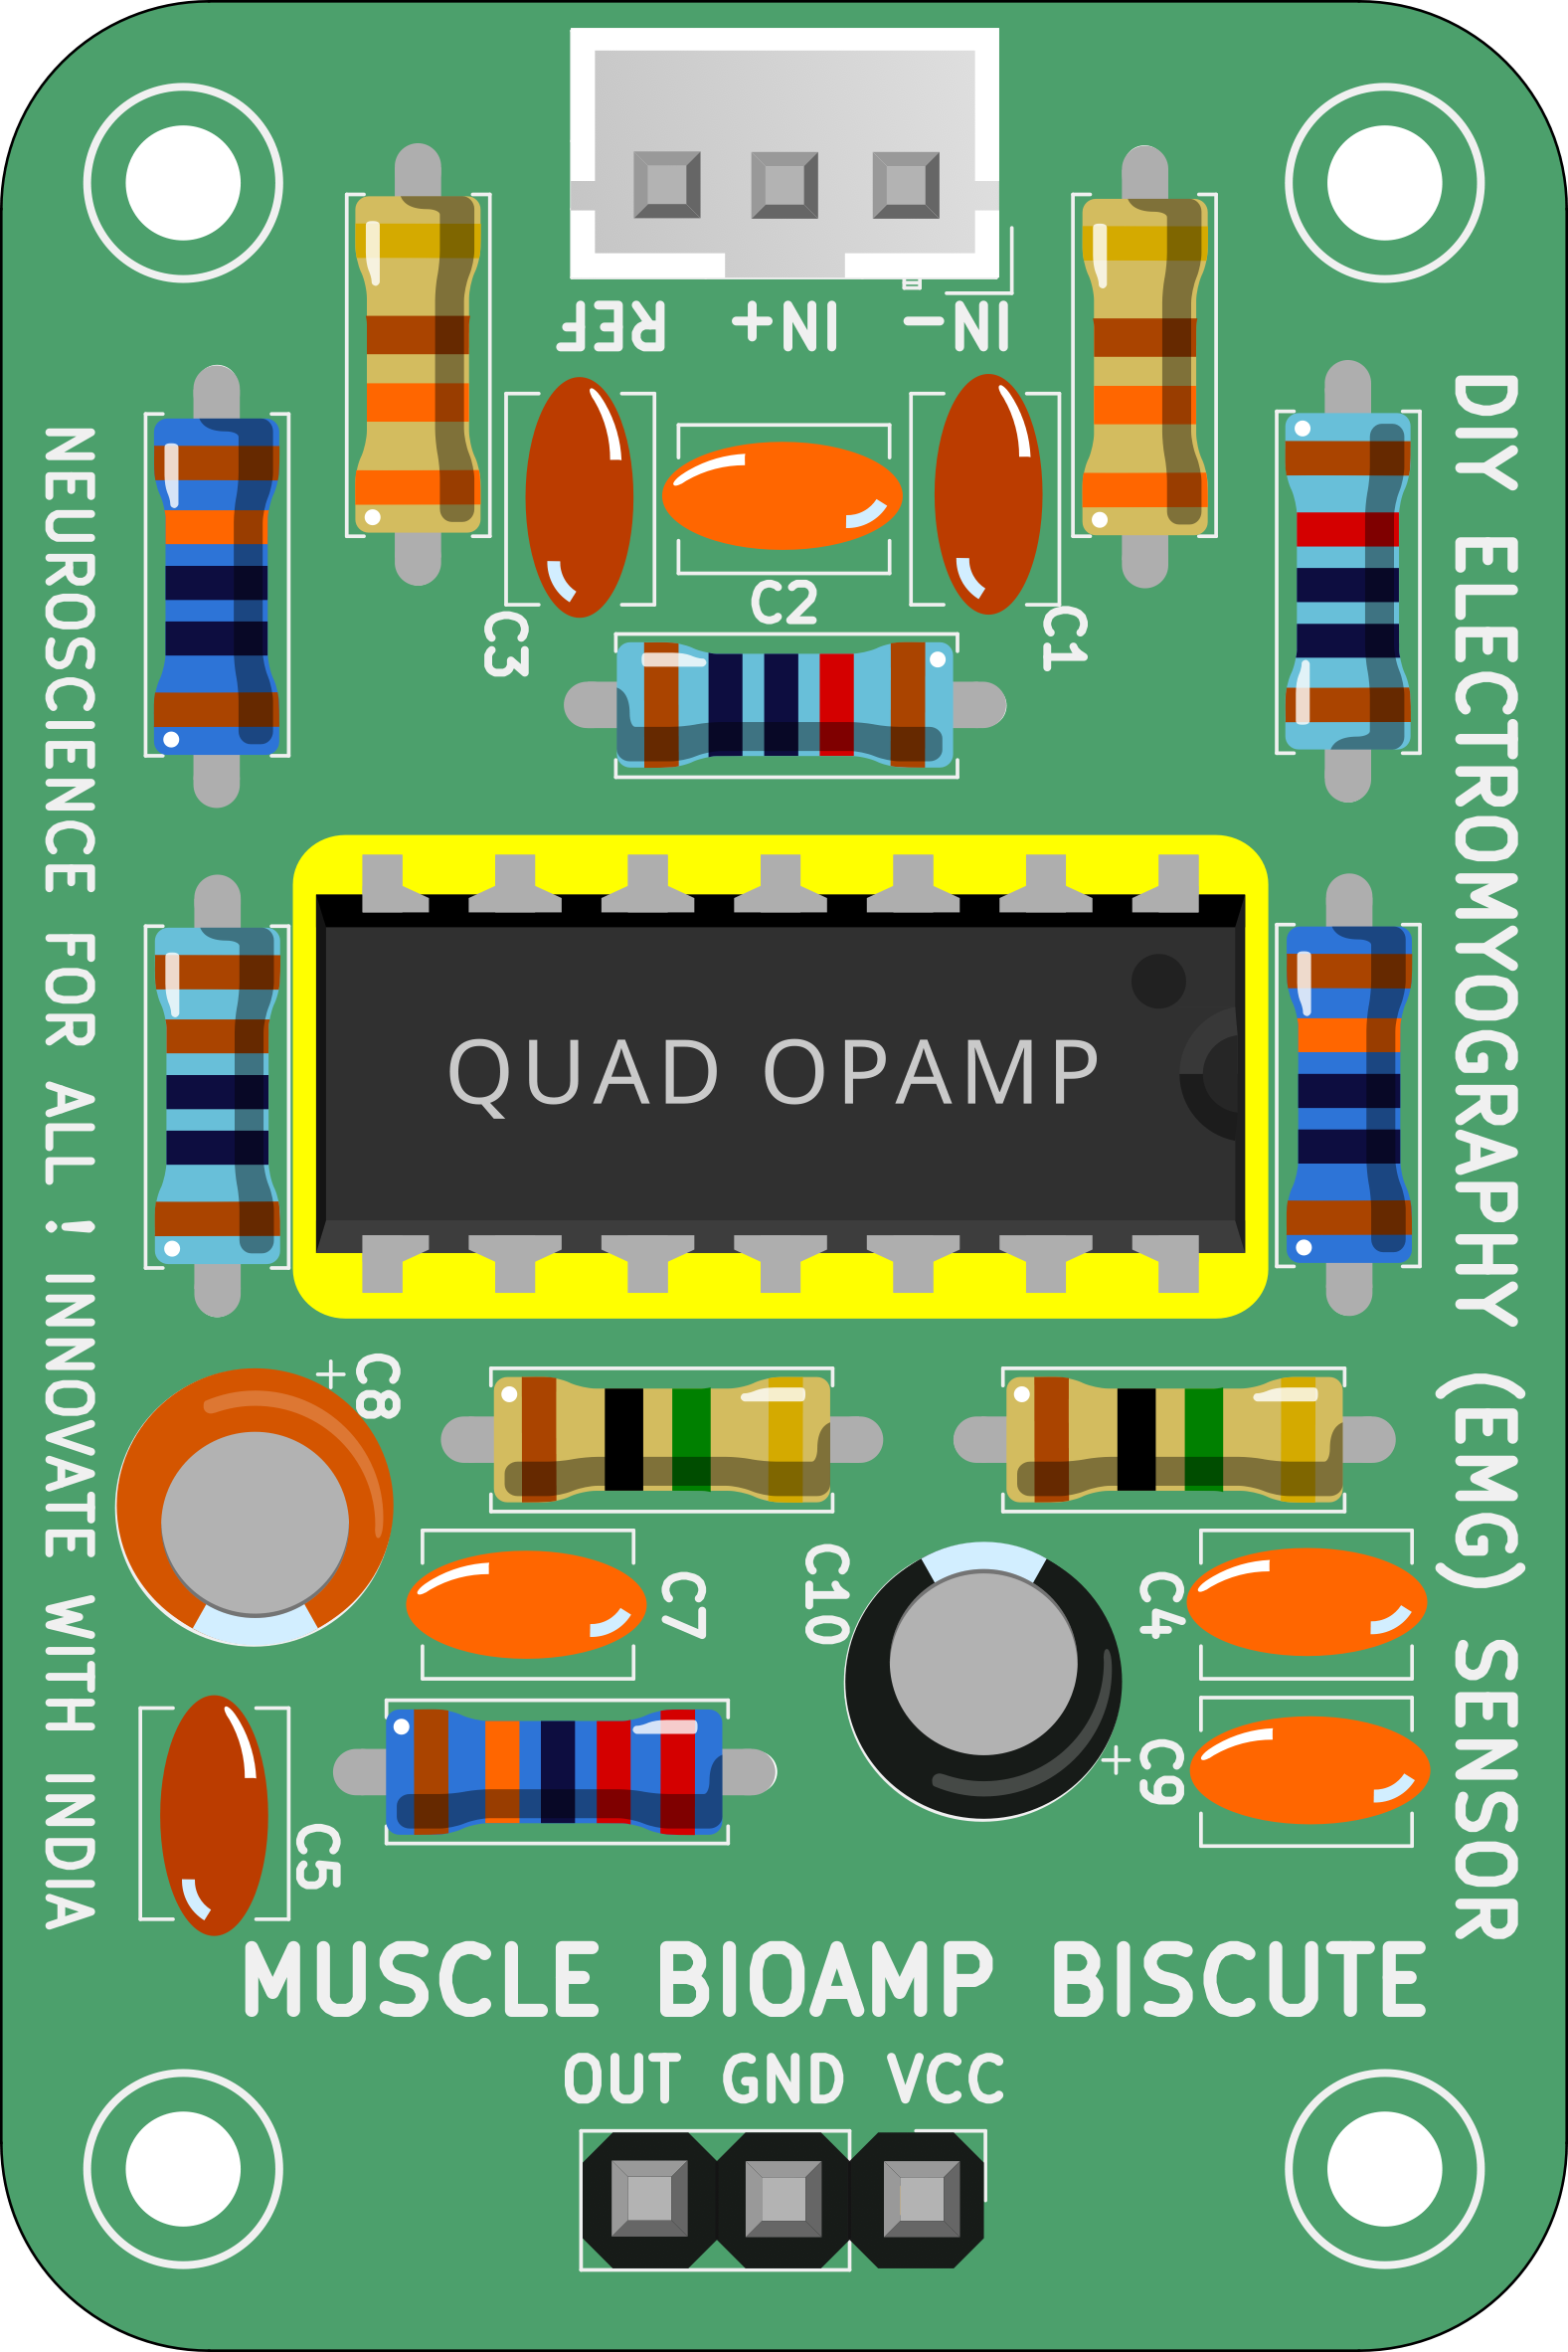 REF IN+ IN-
C3
C2
C1
DIY ELECTROMYOGRAPHY (EMG) SENSOR
NEUROSCIENCE FOR ALL ! INNOVATE WITH INDIA
QUAD OPAMP
C8
C7
C10
C4
C9
C5
MUSCLE BIOAMP BISCUTE
OUT GND VCC